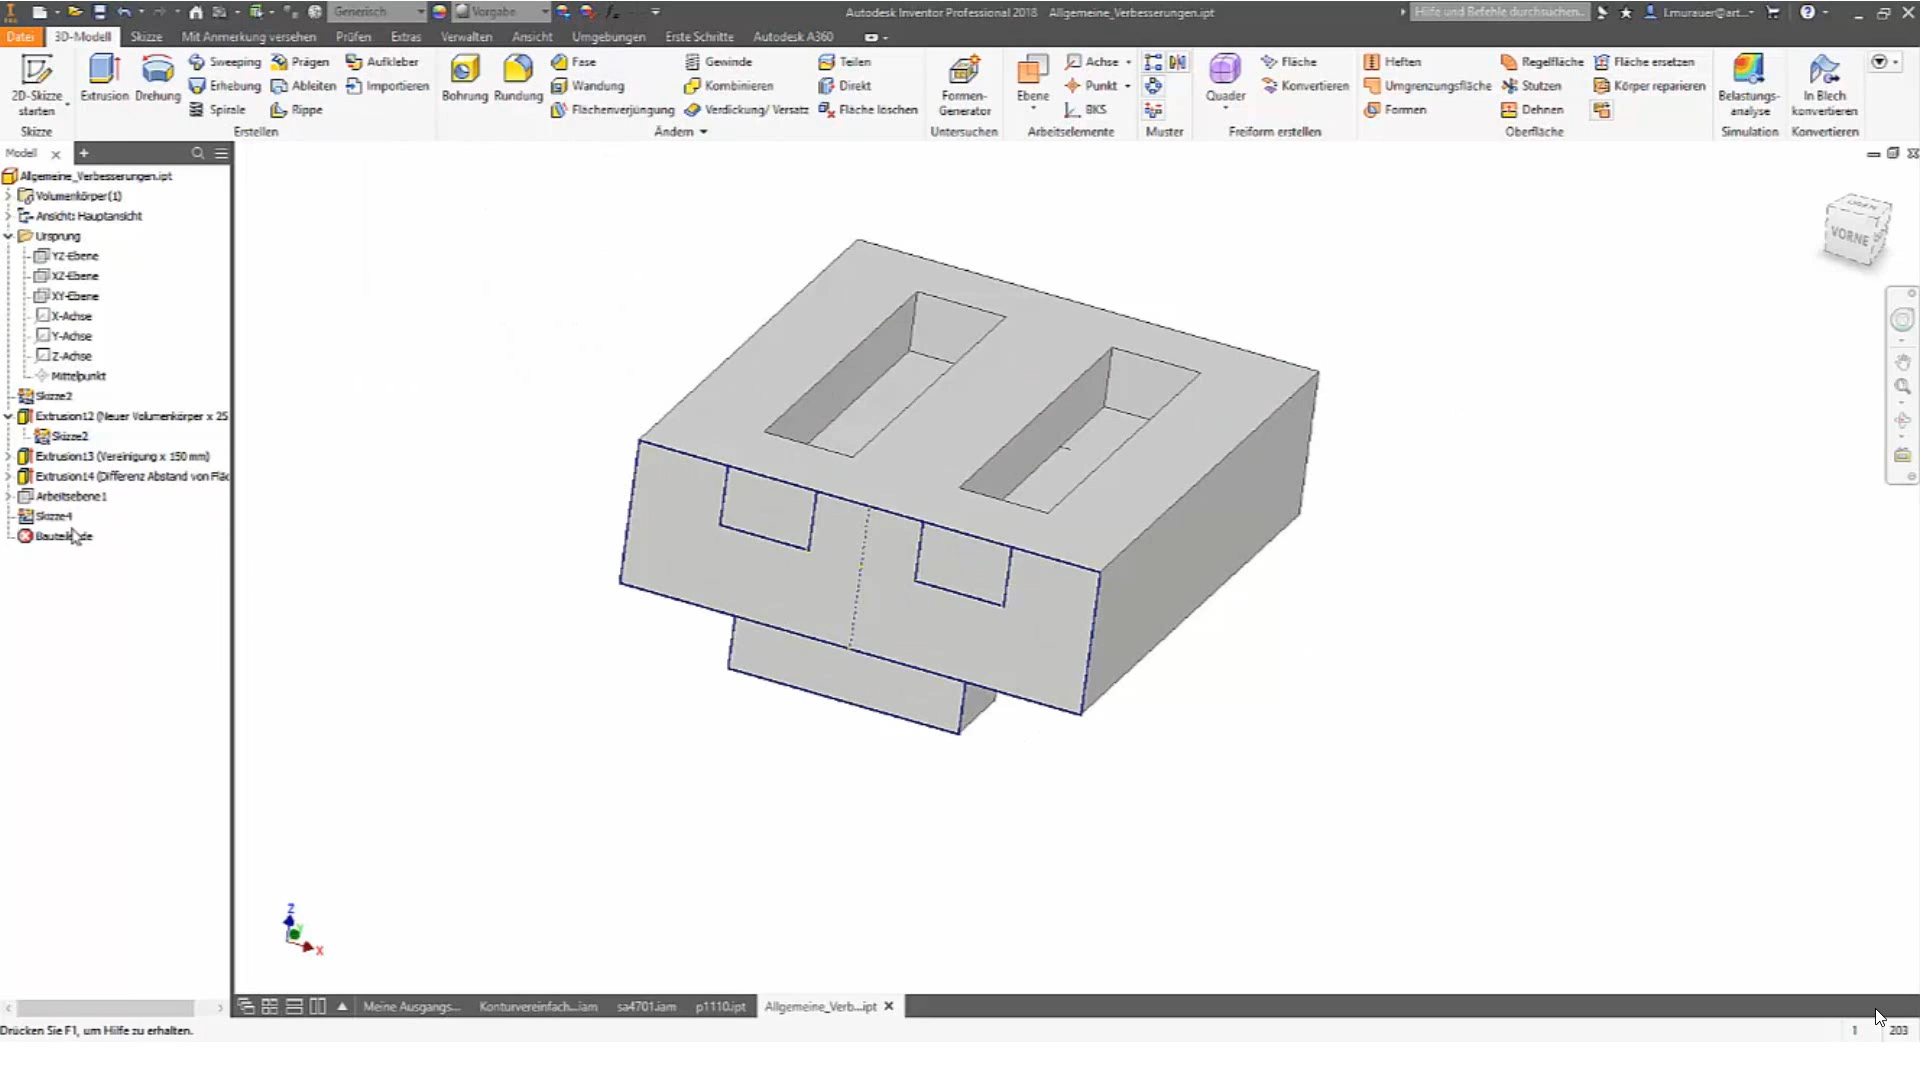 Generisch Vorgabe Autodesk Inventor Professional 2018 Allgemeine_Verbesserungen.ipt Hilfe und Befehle durchsuchen... l.murauer@art...
Datei 3D-Modell Skizze Mit Anmerkung versehen Prüfen Extras Ansicht Verwalten Umgebungen Erste Schritte Autodesk A360
2D-Skizze starten
Extrusion
Drehung
Sweeping
Erhebung
Spirale
Prägen
Ableiten
Rippe
Aufkleber
Importieren
Bohrung
Rundung
Fase
Wandung
Flächenverjüngung
Gewinde
Kombinieren
Verdickung/ Versatz
Teilen
Direkt
Fläche löschen
Formen-
Generator
Ebene
Achse
Punkt
BKS
Quader
Fläche
Konvertieren
Heften
Umgrenzungsfläche
Formen
Regelfläche
Stutzen
Dehnen
Fläche ersetzen
Körper reparieren
Belastungs-
analyse
In Blech
konvertieren
Skizze Erstellen Ändern Untersuchen Arbeitselemente Muster Freiform erstellen Oberfläche Simulation Konvertieren
Modell
Allgemeine_Verbesserungen.ipt
Volumenkörper(1)
Ansicht: Hauptansicht
Ursprung
YZ-Ebene
XZ-Ebene
XY-Ebene
X-Achse
Y-Achse
Z-Achse
Mittelpunkt
Skizze2
Extrusion12 (Neuer Volumenkörper x 25
Skizze2
Extrusion13 (Vereinigung x 150 mm)
Extrusion14 (Differenz Abstand von Fläc
Arbeitsebene1
Skizze4
OBEN
VORNE
Z
X
Meine Ausgangs... Konturvereinfach...iam sa4701.iam p1110.ipt Allgemeine_Verb...ipt
Drücken Sie F1, um Hilfe zu erhalten.
1 203